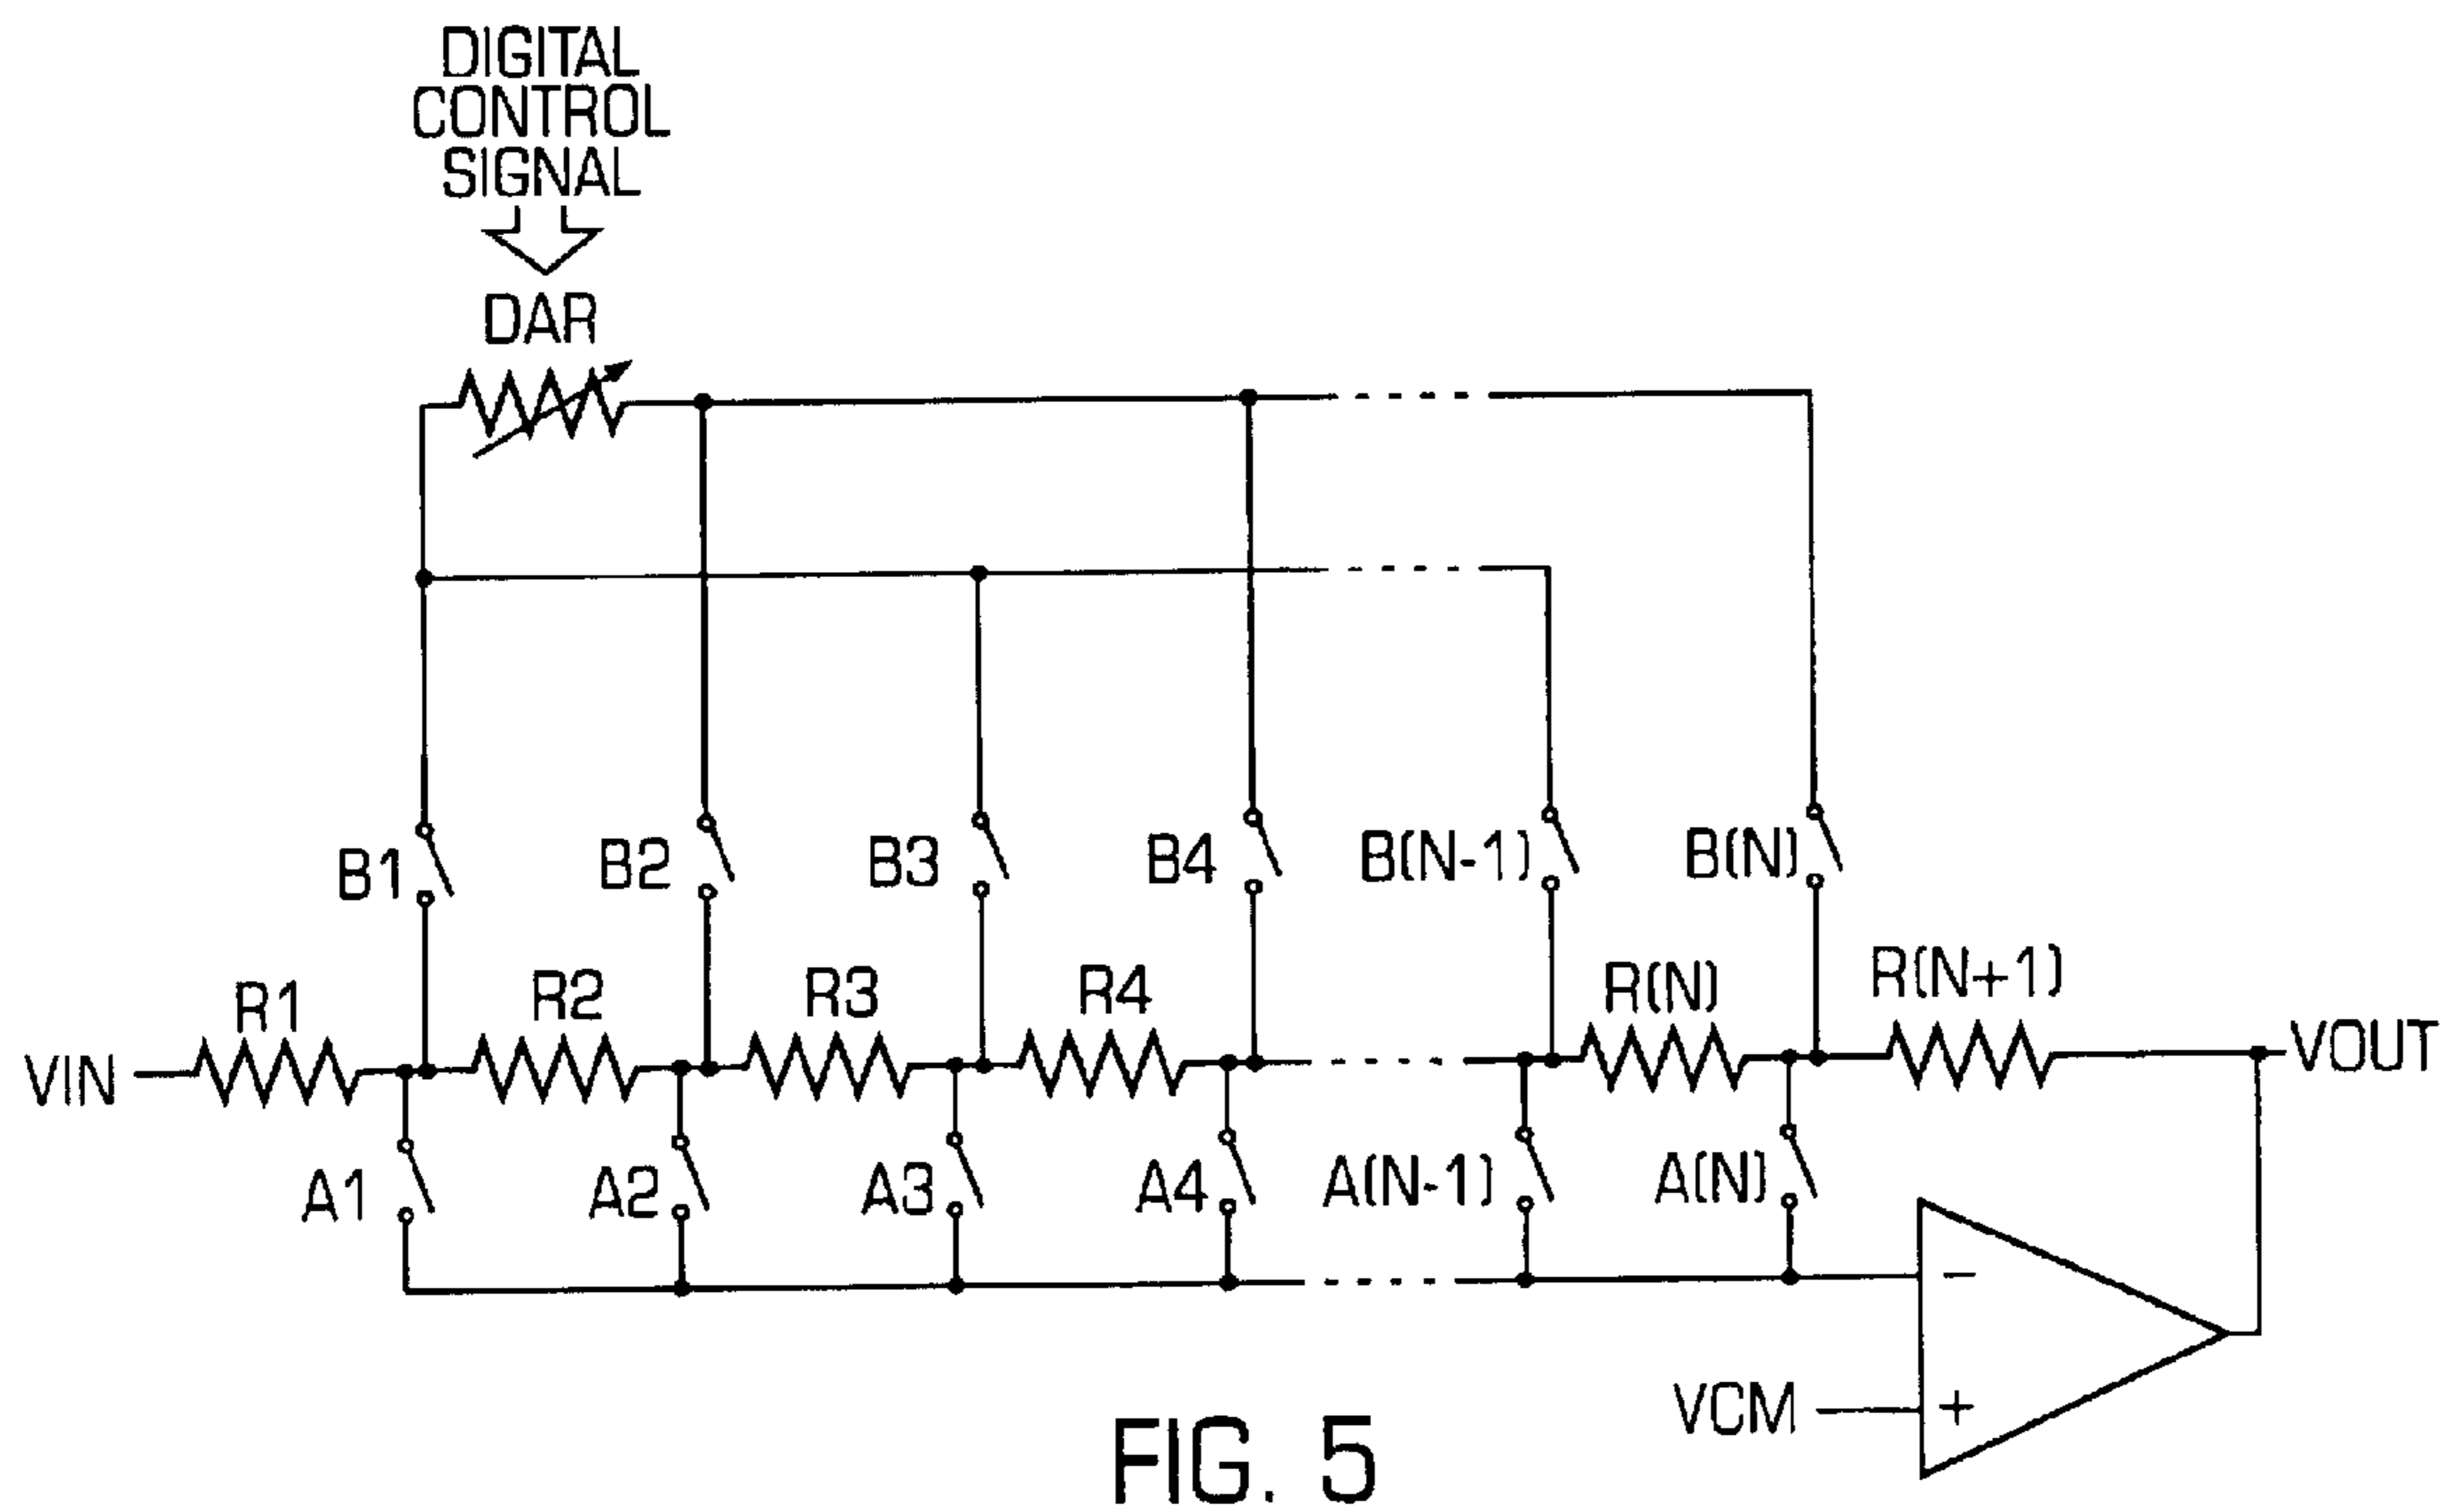 DIGITAL
CONTROL
SIGNAL
DAR
B1 B2 B3 B4 B(N-1) B(N)
R1 R2 R3 R4 R(N) R(N+1)
VIN VOUT
A1 A2 A3 A4 A(N-1) A(N)
−
VCM +
FIG. 5